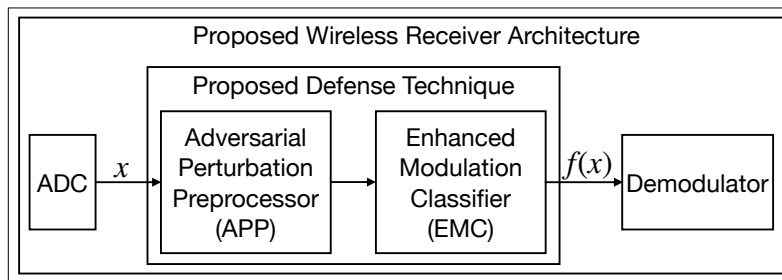 Proposed Wireless Receiver Architecture
Proposed Defense Technique
ADC
x
Adversarial
Perturbation
Preprocessor
(APP)
Enhanced
Modulation
Classifier
(EMC)
f(x)
Demodulator